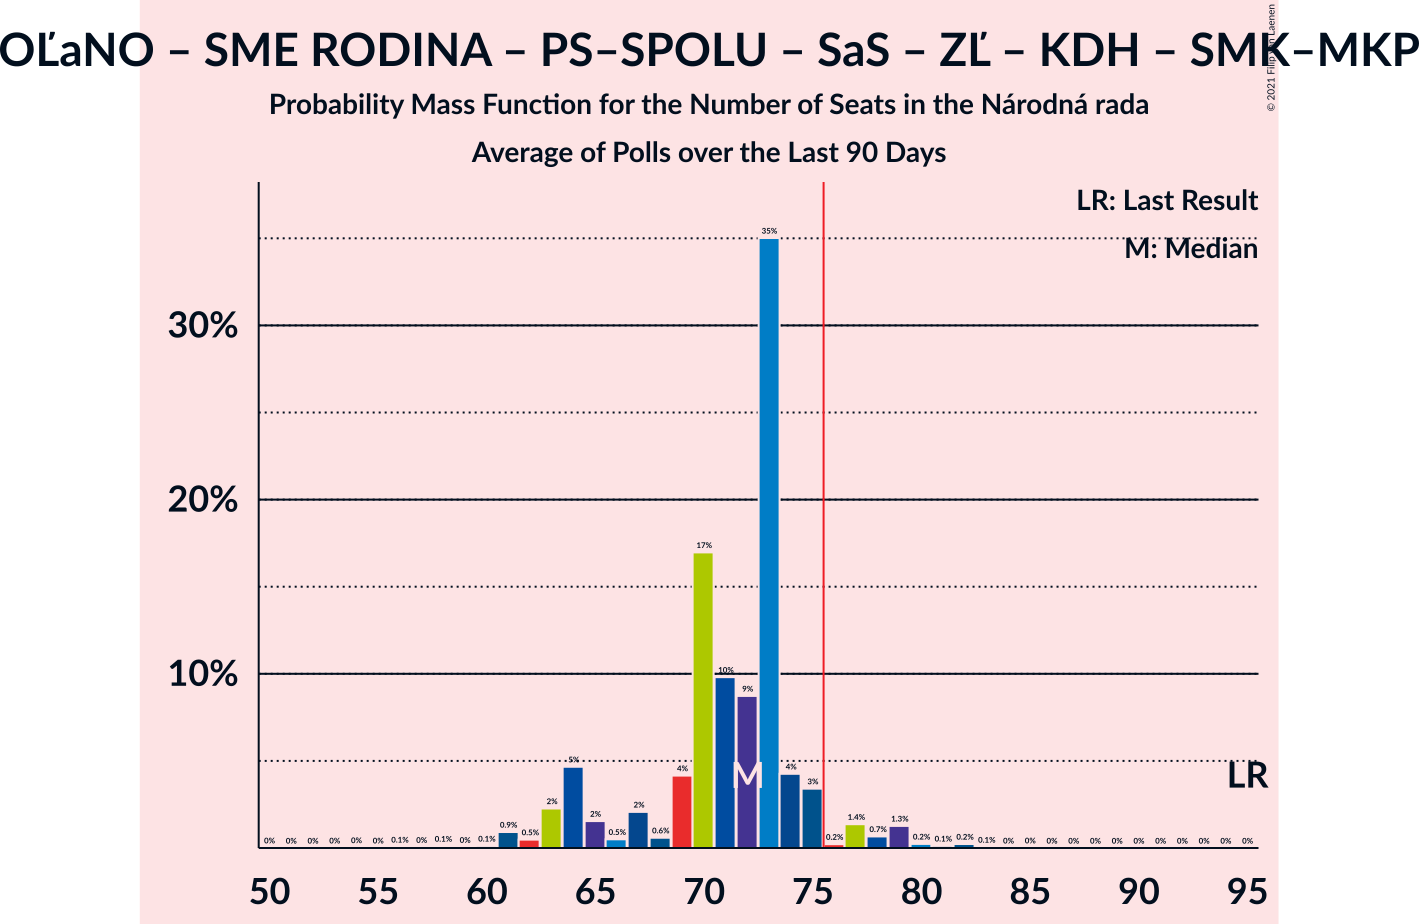 OĽaNO – SME RODINA – PS–SPOLU – SaS – ZĽ – KDH – SMK–MKP
© 2021 Filip van Laenen
Probability Mass Function for the Number of Seats in the Národná rada
Average of Polls over the Last 90 Days
LR: Last Result
M: Median
35%
30%
20%
17%
10%
10%
9%
5%
4%
M
4%
LR
3%
2%
2%
2%
0.9%
0.5%
0.5%
0.6%
0.2%
1.4%
0.7%
1.3%
0% 0% 0% 0% 0% 0% 0.1% 0% 0.1% 0% 0.1%
0.2% 0.1% 0.2% 0.1% 0% 0% 0% 0% 0% 0% 0% 0% 0% 0% 0% 0%
50 55 60 65 70 75 80 85 90 95